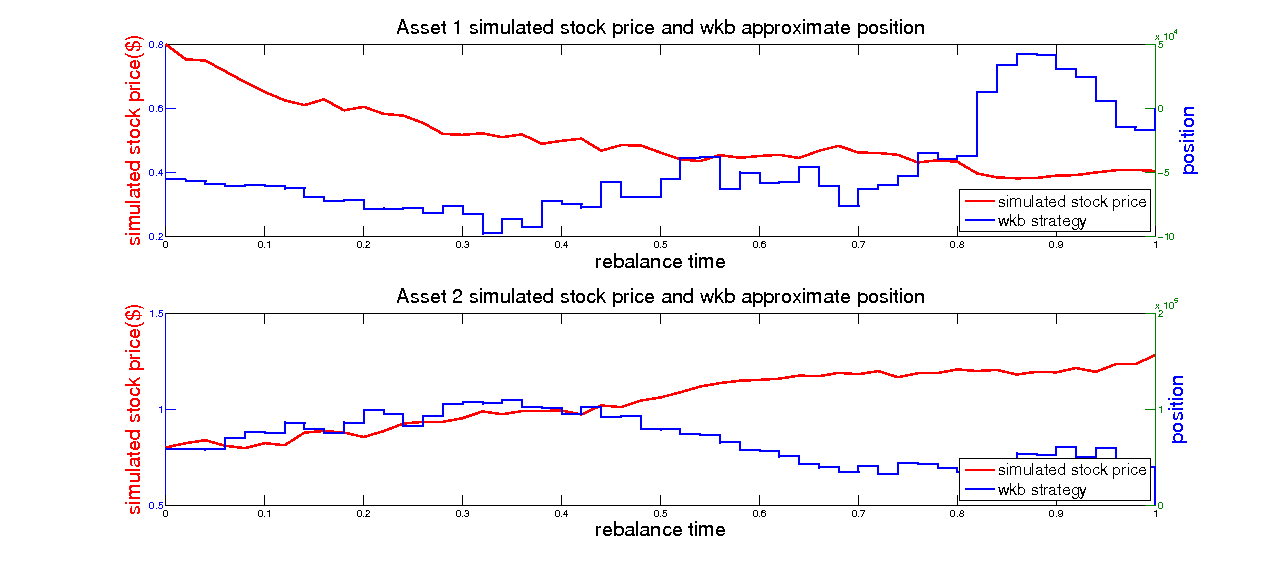 Asset 1 simulated stock price and wkb approximate position
x 10^4
simulated stock price($)
0.8
0.6
0.4
0.2
5
0
-5
-10
position
simulated stock price
wkb strategy
0 0.1 0.2 0.3 0.4 0.5 0.6 0.7 0.8 0.9 1
rebalance time
Asset 2 simulated stock price and wkb approximate position
simulated stock price($)
1.5
1
0.5
2
1
0
position
simulated stock price
wkb strategy
0 0.1 0.2 0.3 0.4 0.5 0.6 0.7 0.8 0.9 1
rebalance time